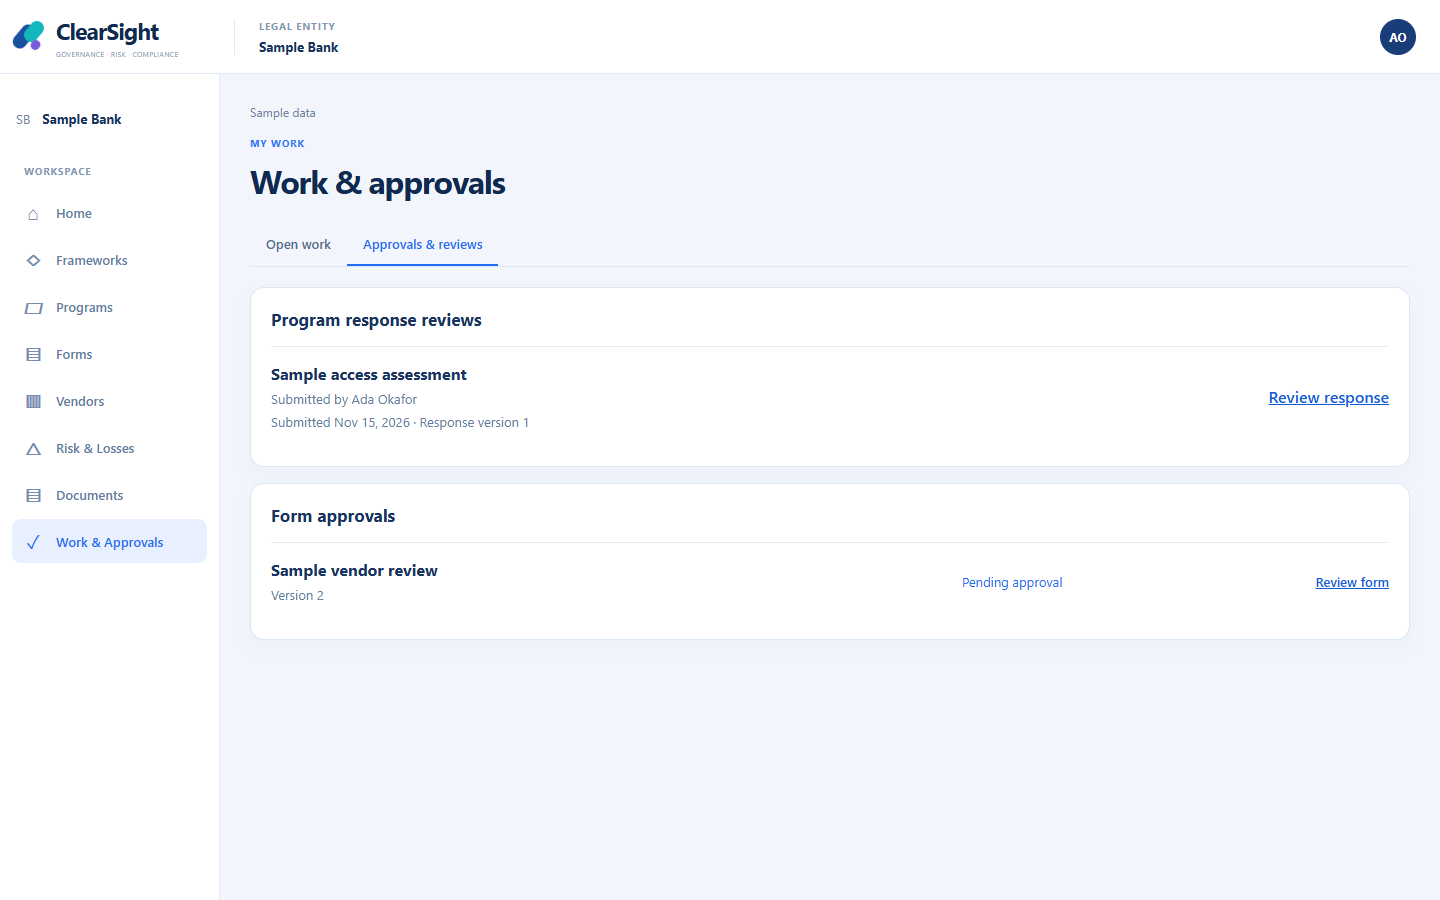 ClearSight
GOVERNANCE · RISK · COMPLIANCE
LEGAL ENTITY
Sample Bank
AO
SB Sample Bank
WORKSPACE
Home
Frameworks
Programs
Forms
Vendors
Risk & Losses
Documents
Work & Approvals
Sample data
MY WORK
Work & approvals
Open work
Approvals & reviews
Program response reviews
Sample access assessment
Submitted by Ada Okafor
Submitted Nov 15, 2026 · Response version 1
Review response
Form approvals
Sample vendor review
Version 2
Pending approval
Review form